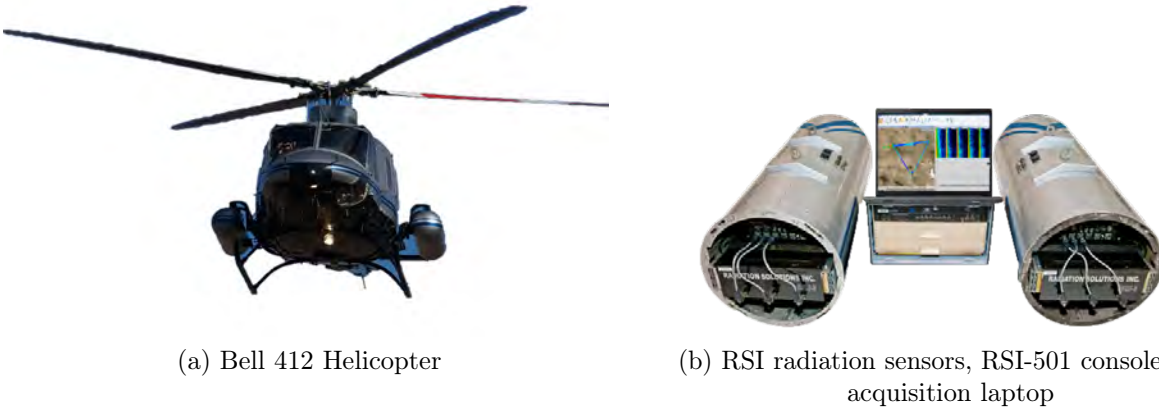 RADIATION SOLUTIONS INC.
RADIATION SOLUTIONS INC.
(a) Bell 412 Helicopter
(b) RSI radiation sensors, RSI-501 console
acquisition laptop